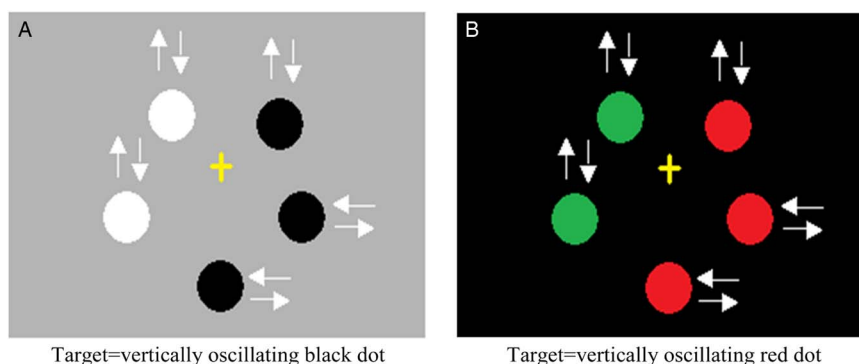 A
B
Target=vertically oscillating black dot
Target=vertically oscillating red dot